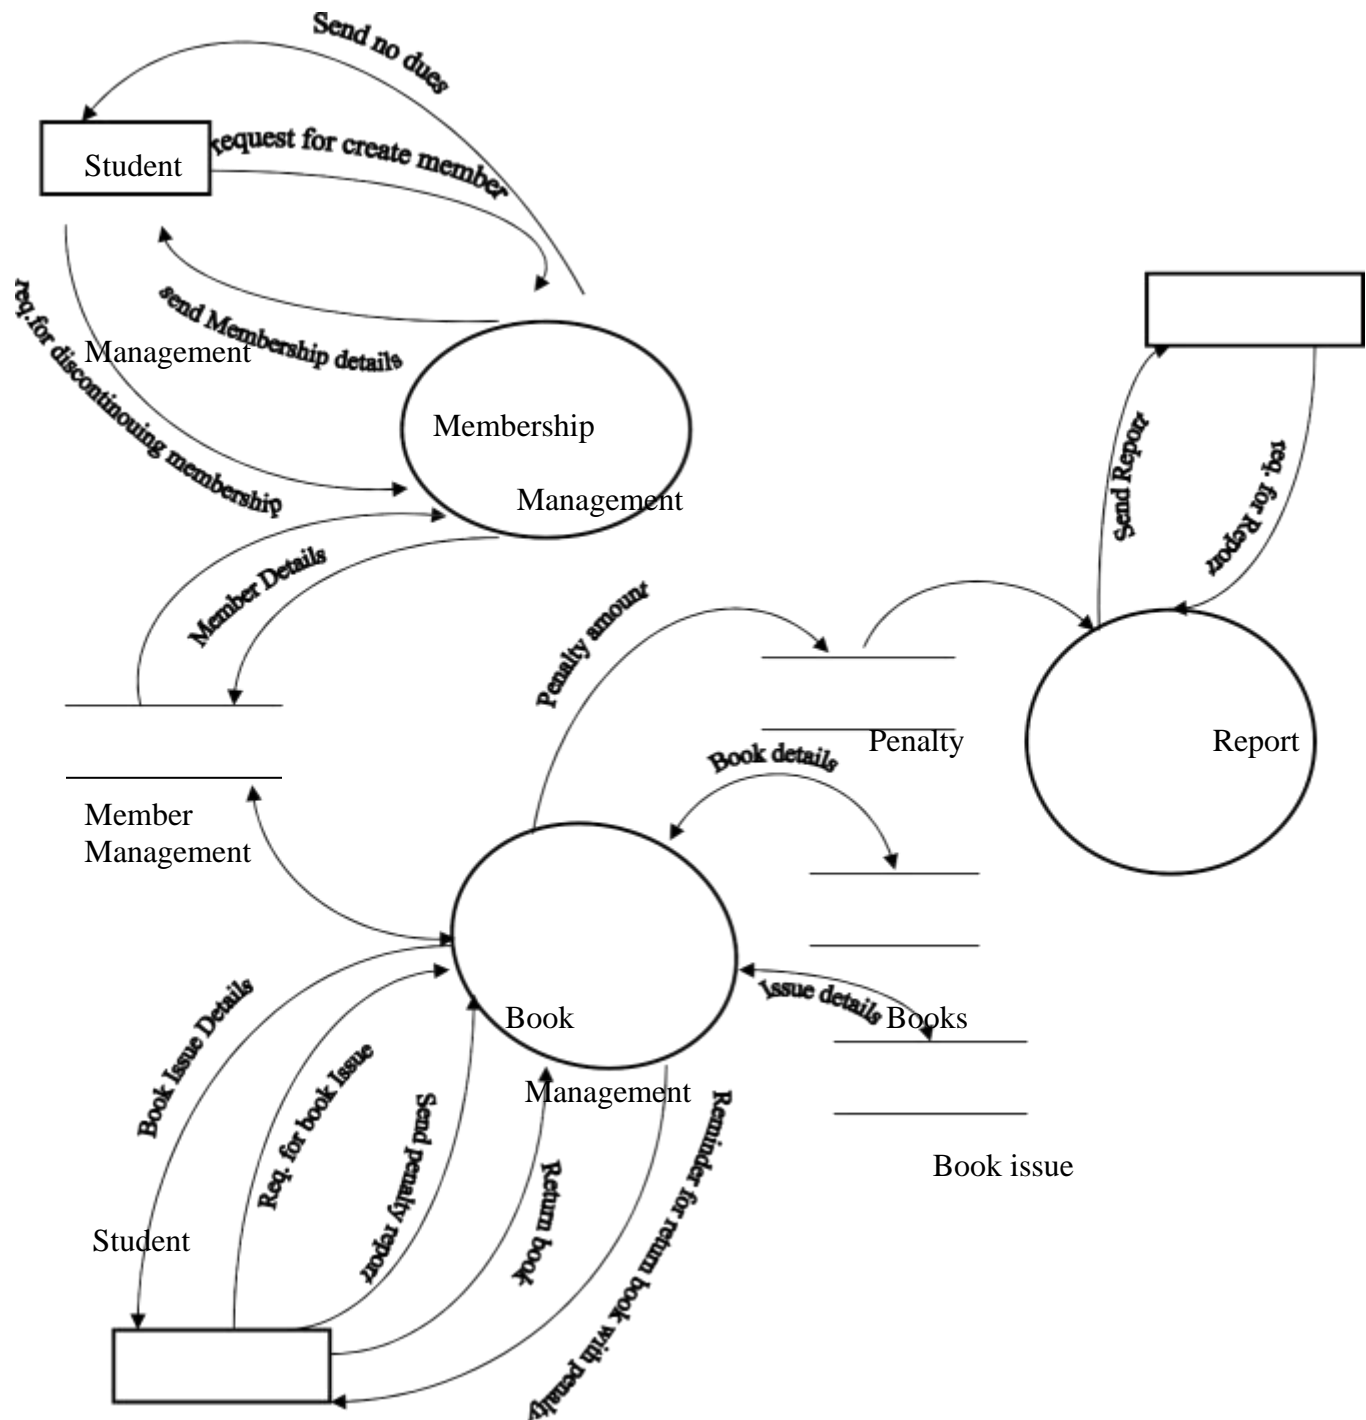 Send no dues
Student
request for create member
send Membership details
req.for discontinouing membership
Management
Membership
Management
Send Report
req. for Report
Member Details
Penalty amount
Penalty
Report
Book details
Member
Management
Book Issue Details
Issue details
Book
Books
Req. for book Issue
Management
Send penalty report
Return book
Reminder for return book with penalty
Book issue
Student